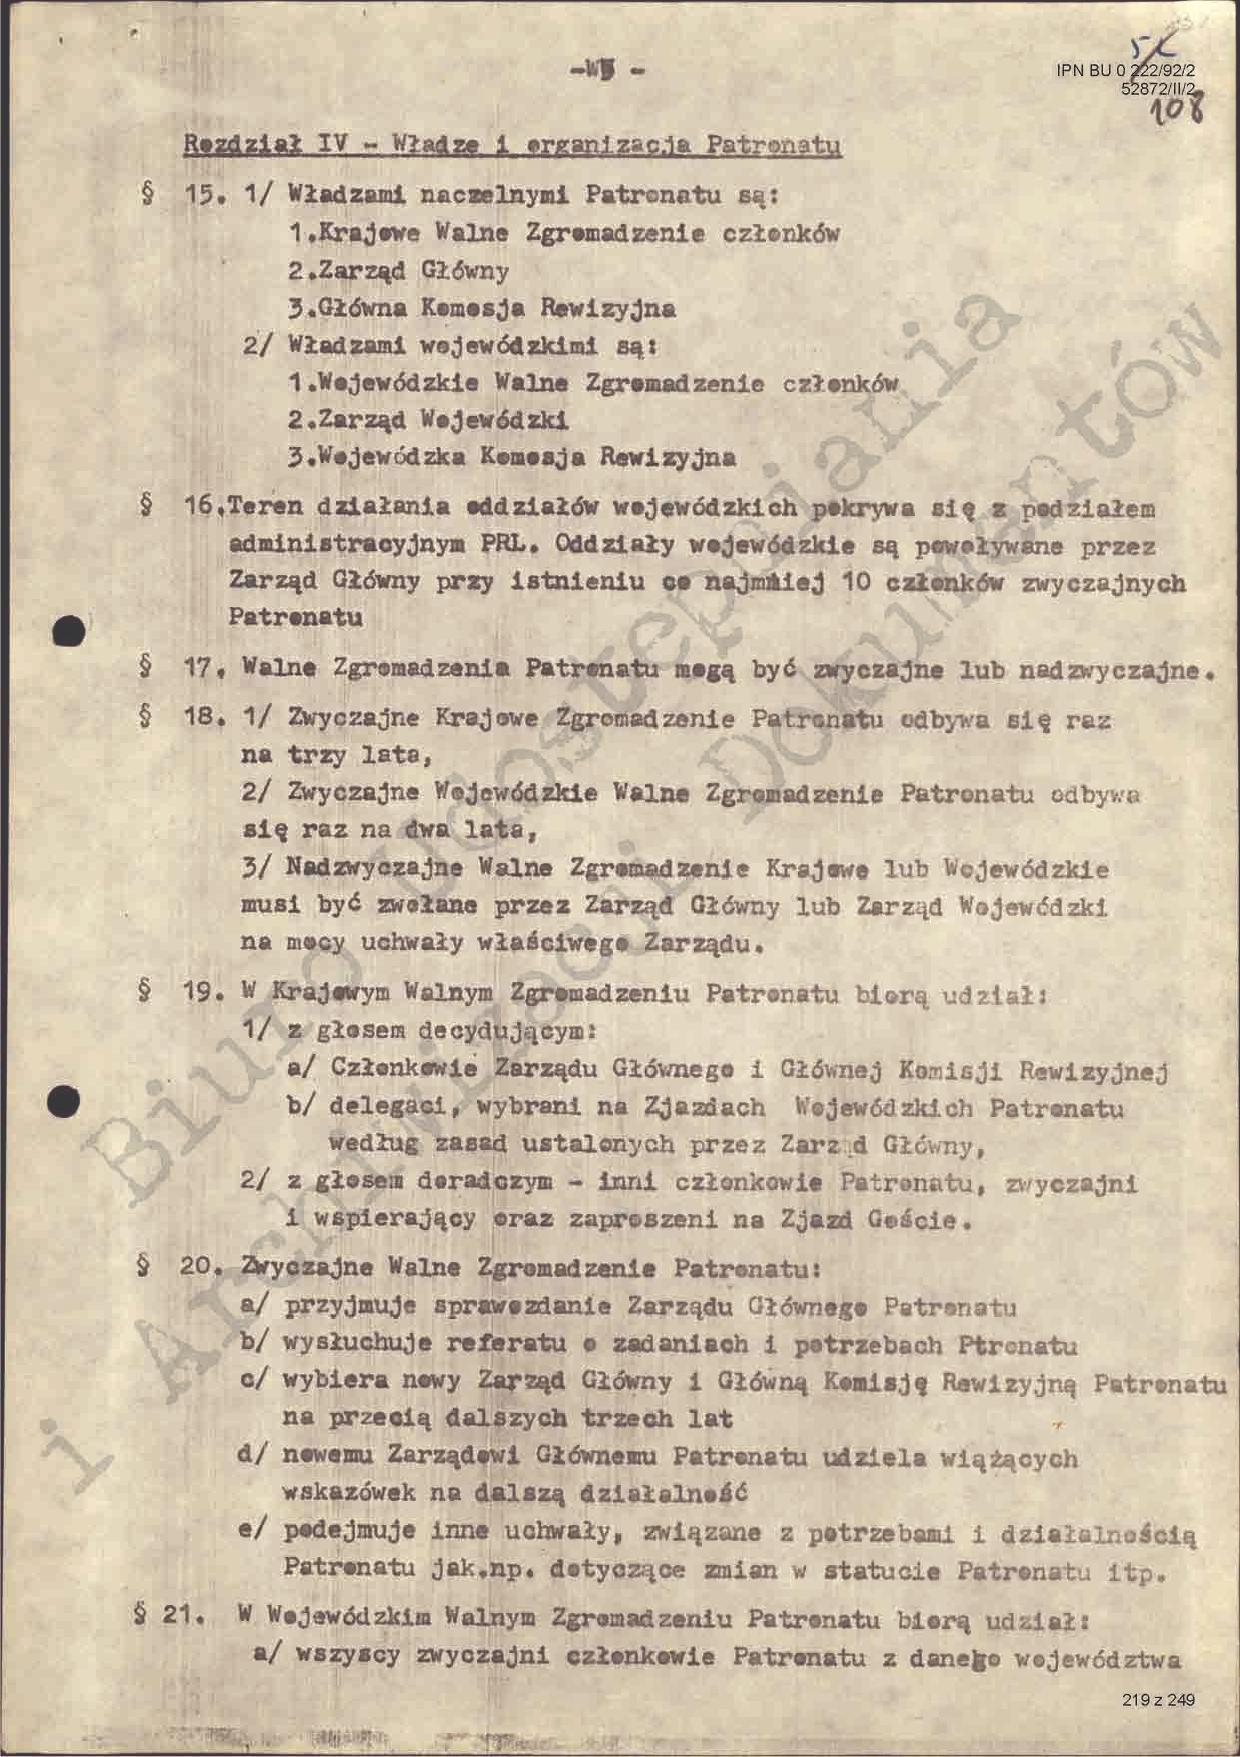 IPN BU 0 222/92/2
52872/II/2
108
Rozdział IV - Władze i organizacja Patronatu
§ 15. 1/ Władzami naczelnymi Patronatu są:
1.Krajowe Walne Zgromadzenie członków
2.Zarząd Główny
3.Główna Komosja Rewizyjna
2/ Władzami wojewódzkimi są:
1.Wojewódzkie Walne Zgromadzenie członków
2.Zarząd Wojewódzki
3.Wojewódzka Komosja Rewizyjna
§ 16.Teren działania oddziałów wojewódzkich pokrywa się z podziałem
administracyjnym PRL. Oddziały wojewódzkie są powoływane przez
Zarząd Główny przy istnieniu co najmniej 10 członków zwyczajnych
Patronatu
§ 17. Walne Zgromadzenia Patronatu mogą być zwyczajne lub nadzwyczajne.
§ 18. 1/ Zwyczajne Krajowe Zgromadzenie Patronatu odbywa się raz
na trzy lata,
2/ Zwyczajne Wojewódzkie Walne Zgromadzenie Patronatu odbywa
się raz na dwa lata,
3/ Nadzwyczajne Walne Zgromadzenie Krajowe lub Wojewódzkie
musi być zwołane przez Zarząd Główny lub Zarząd Wojewódzki
na mocy uchwały właściwego Zarządu.
§ 19. W Krajowym Walnym Zgromadzeniu Patronatu biorą udział:
1/ z głosem decydującym:
a/ Członkowie Zarządu Głównego i Głównej Komisji Rewizyjnej
b/ delegaci, wybrani na Zjazdach Wojewódzkich Patronatu
według zasad ustalonych przez Zarząd Główny,
2/ z głosem doradczym - inni członkowie Patronatu, zwyczajni
i wspierający oraz zaproszeni na Zjazd Goście.
§ 20. Zwyczajne Walne Zgromadzenie Patronatu:
a/ przyjmuje sprawozdanie Zarządu Głównego Patronatu
b/ wysłuchuje referatu o zadaniach i potrzebach Ptronatu
c/ wybiera nowy Zarząd Główny i Główną Komisję Rewizyjną Patronatu
na przecią dalszych trzech lat
d/ nowemu Zarządowi Głównemu Patronatu udziela wiążących
wskazówek na dalszą działalność
e/ podejmuje inne uchwały, związane z potrzebami i działalnością
Patronatu jak.np. dotyczące zmian w statucie Patronatu itp.
§ 21. W Wojewódzkim Walnym Zgromadzeniu Patronatu biorą udział:
a/ wszyscy zwyczajni członkowie Patronatu z danego województwa
219 z 249
Biuro Udostępniania
i Archiwizacji Dokumentów